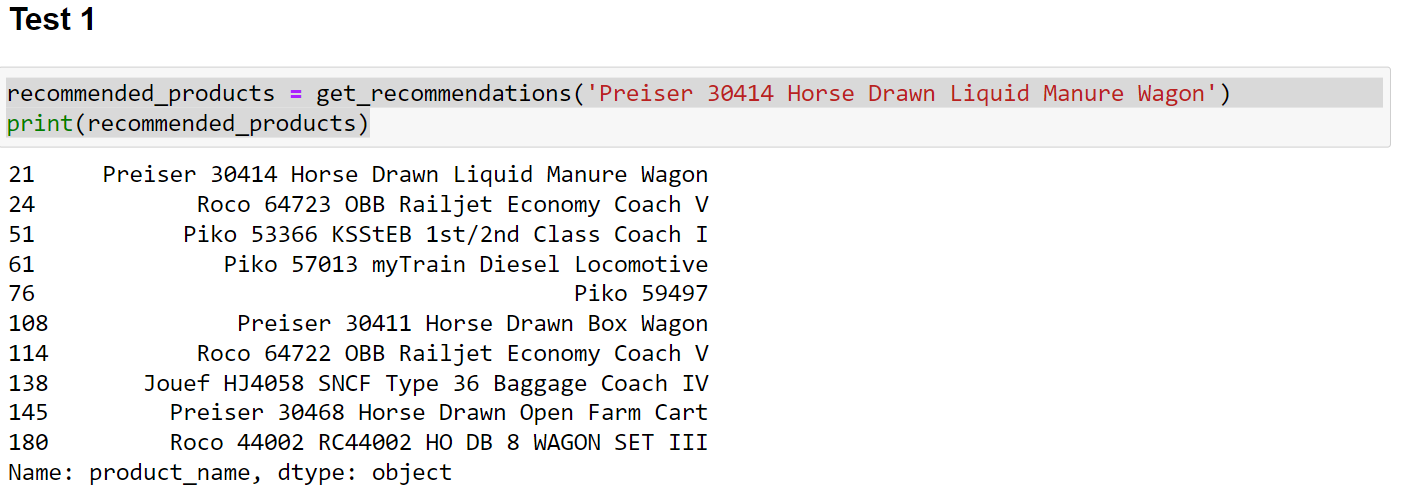 Test 1
recommended_products = get_recommendations('Preiser 30414 Horse Drawn Liquid Manure Wagon')
print(recommended_products)
21 Preiser 30414 Horse Drawn Liquid Manure Wagon
24 Roco 64723 OBB Railjet Economy Coach V
51 Piko 53366 KSStEB 1st/2nd Class Coach I
61 Piko 57013 myTrain Diesel Locomotive
76 Piko 59497
108 Preiser 30411 Horse Drawn Box Wagon
114 Roco 64722 OBB Railjet Economy Coach V
138 Jouef HJ4058 SNCF Type 36 Baggage Coach IV
145 Preiser 30468 Horse Drawn Open Farm Cart
180 Roco 44002 RC44002 HO DB 8 WAGON SET III
Name: product_name, dtype: object